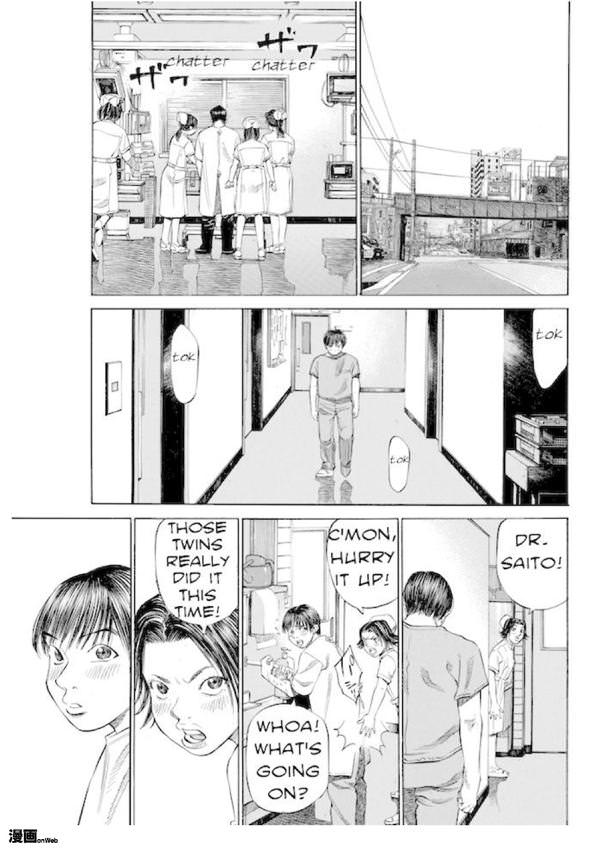 ザワ
chatter
ザワ
chatter
tok
tok
tok
DR.
SAITO!
C'MON,
HURRY
IT UP!
WHOA!
WHAT'S
GOING
ON?
THOSE
TWINS
REALLY
DID IT
THIS
TIME!
漫画onWeb